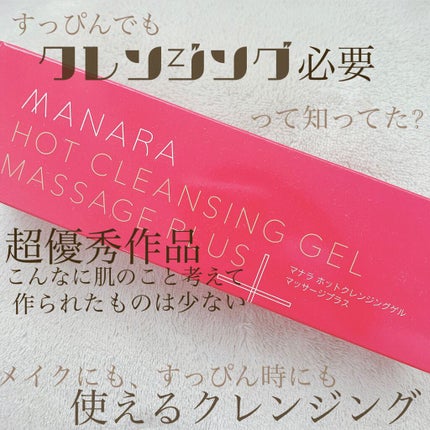 すっぴんでも
クレンジング必要
って知ってた?
MANARA
HOT CLEANSING GEL
MASSAGE PLUS
マナラ ホットクレンジングゲル
マッサージプラス
超優秀作品
こんなに肌のこと考えて
作られたものは少ない
メイクにも、すっぴん時にも
使えるクレンジング